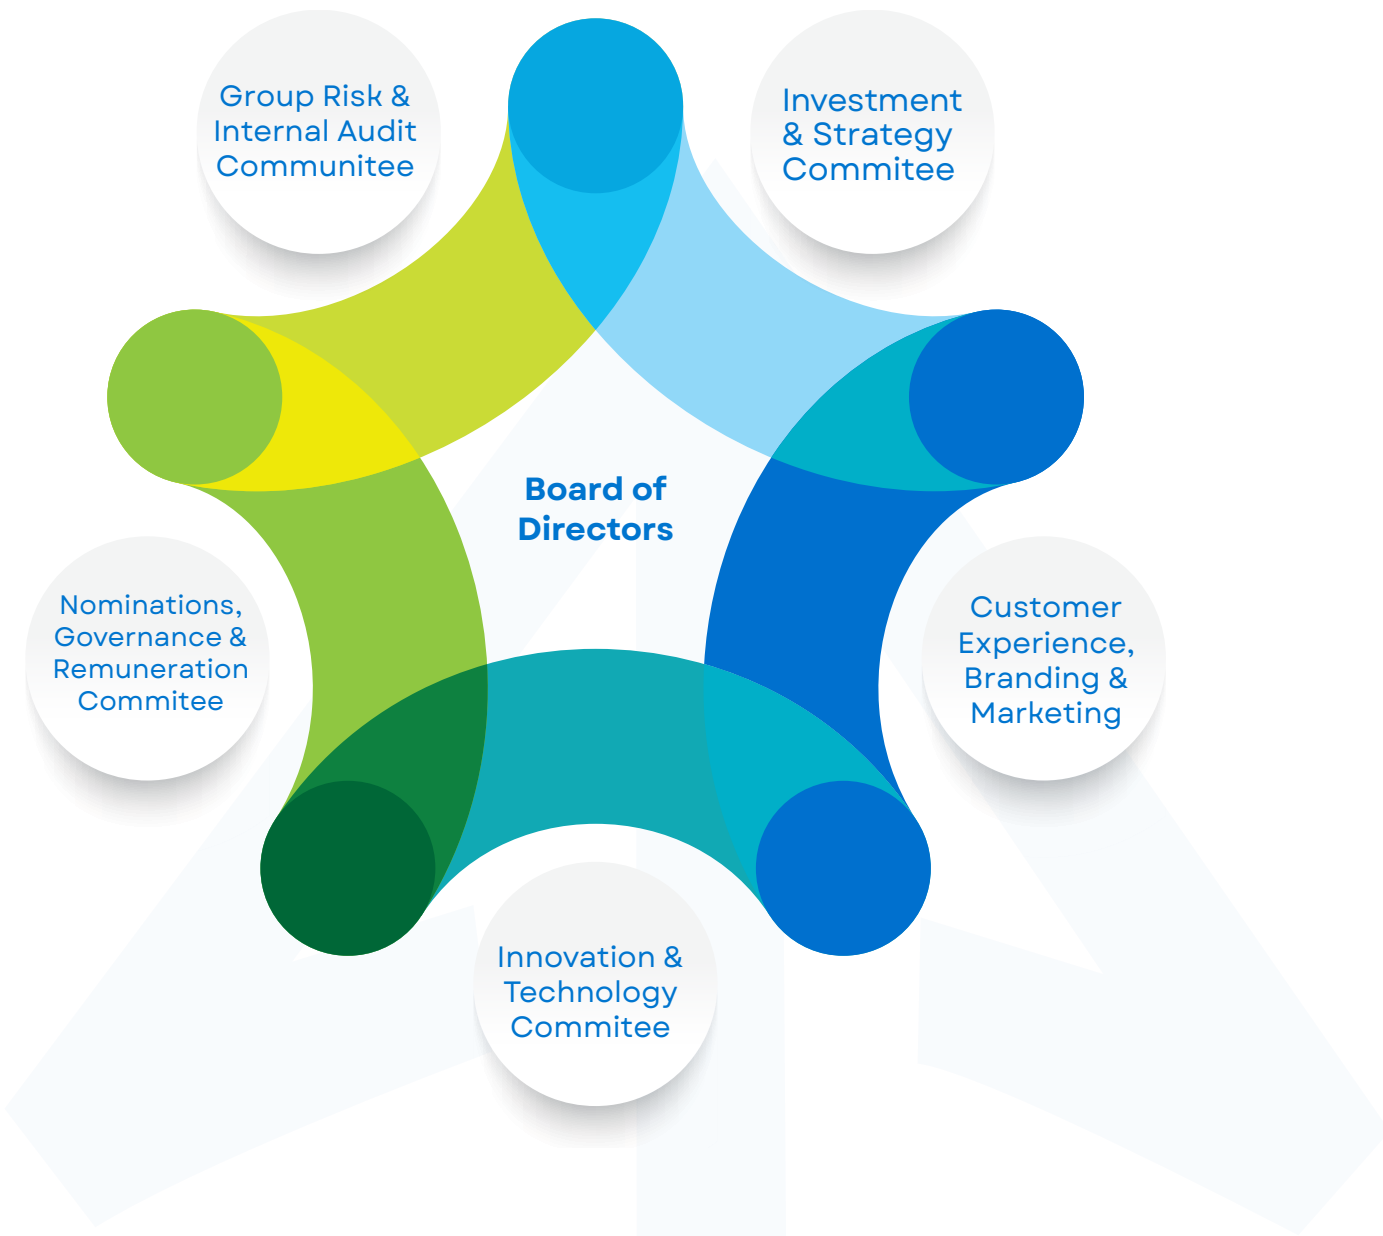 Group Risk &
Internal Audit
Communitee
Investment
& Strategy
Commitee
Board of
Directors
Nominations,
Governance &
Remuneration
Commitee
Customer
Experience,
Branding &
Marketing
Innovation &
Technology
Commitee